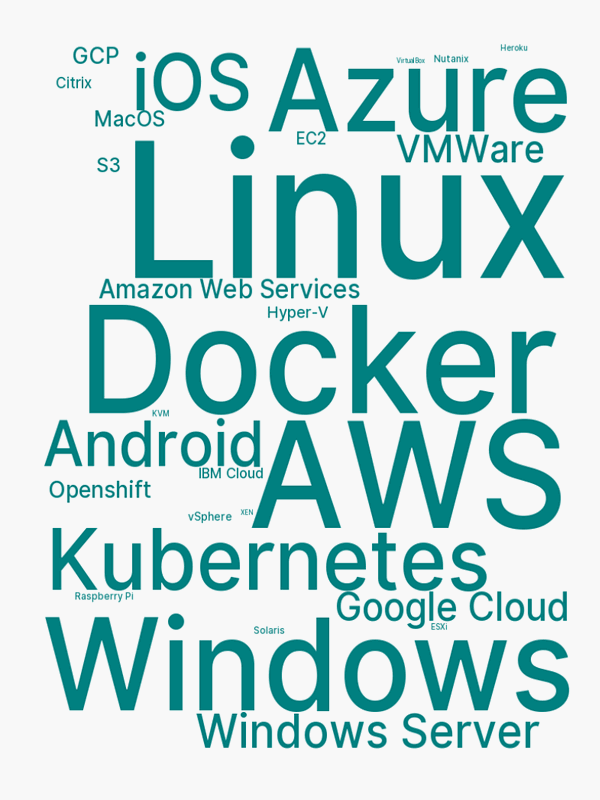 GCP
iOS
Azure
VirtualBox
Nutanix
Heroku
Citrix
MacOS
EC2
VMWare
S3
Linux
Amazon Web Services
Hyper-V
Docker
KVM
Android
AWS
IBM Cloud
Openshift
vSphere
XEN
Kubernetes
Raspberry Pi
Google Cloud
Windows
Solaris
ESXi
Windows Server